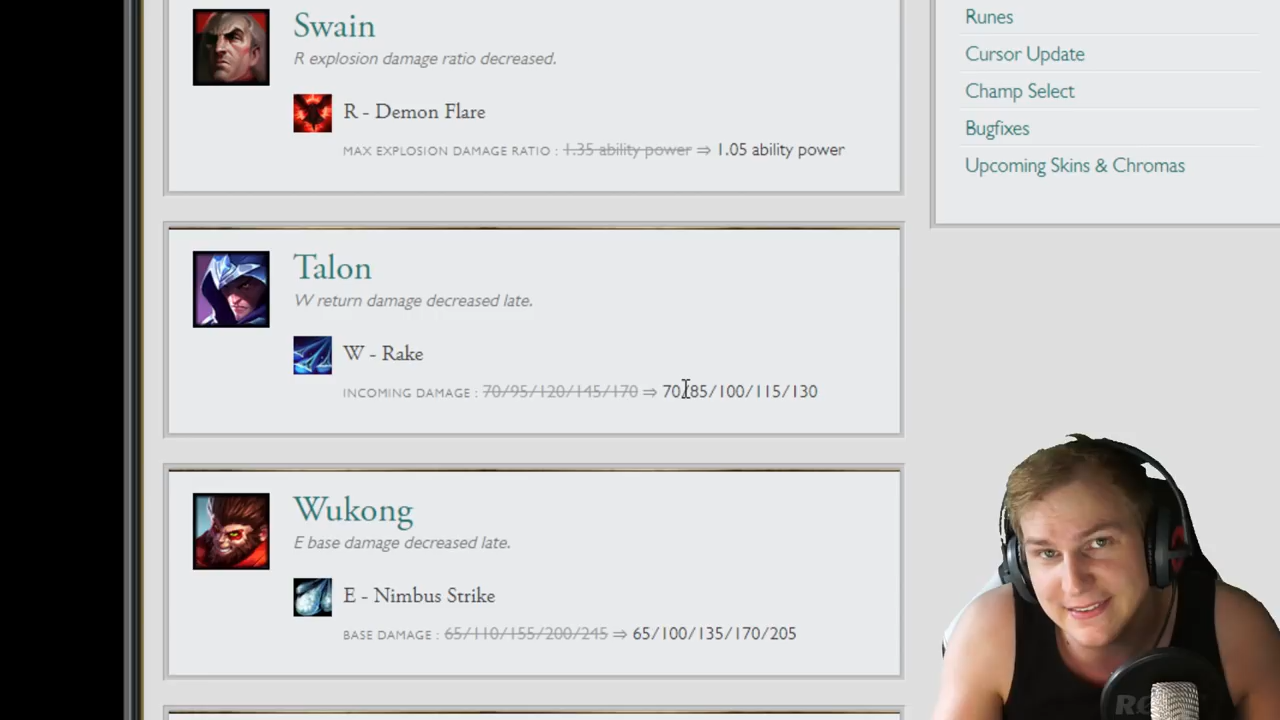 Swain
R explosion damage ratio decreased.
R - Demon Flare
MAX EXPLOSION DAMAGE RATIO : 1.35 ability power ⇒ 1.05 ability power
Talon
W return damage decreased late.
W - Rake
INCOMING DAMAGE : 70/95/120/145/170 ⇒ 70/85/100/115/130
Wukong
E base damage decreased late.
E - Nimbus Strike
BASE DAMAGE : 65/110/155/200/245 ⇒ 65/100/135/170/205
Runes
Cursor Update
Champ Select
Bugfixes
Upcoming Skins & Chromas